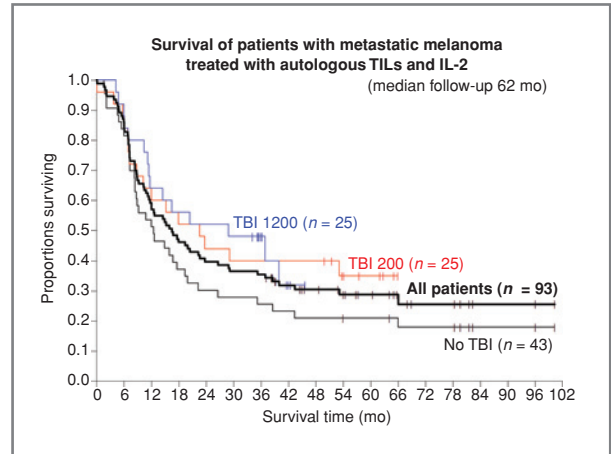 Survival of patients with metastatic melanoma
treated with autologous TILs and IL-2
(median follow-up 62 mo)
Proportions surviving
1.0
0.9
0.8
0.7
0.6
0.5
0.4
0.3
0.2
0.1
0.0
TBI 1200 (n = 25)
TBI 200 (n = 25)
All patients (n = 93)
No TBI (n = 43)
0 6 12 18 24 30 36 42 48 54 60 66 72 78 84 90 96 102
Survival time (mo)